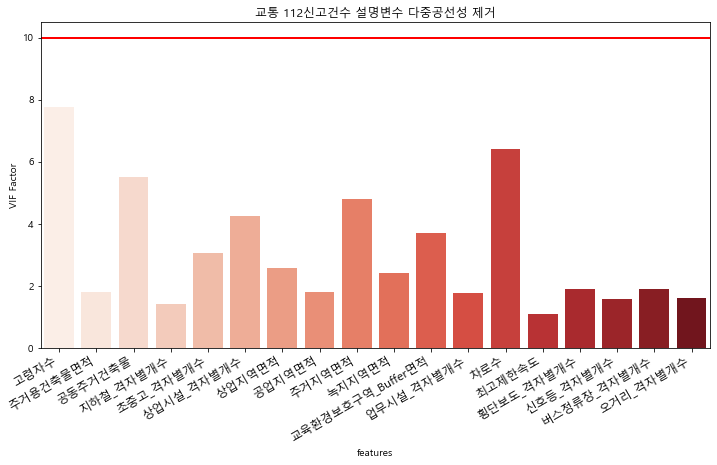 교통 112신고건수 설명변수 다중공선성 제거
10
8
6
4
2
0
VIF Factor
고령지수
주거용건축물면적
공동주거건축물
지하철_격자별개수
초중고_격자별개수
상업시설_격자별개수
상업지역면적
공업지역면적
주거지역면적
녹지지역면적
교육환경보호구역_Buffer면적
업무시설_격자별개수
차로수
최고제한속도
횡단보도_격자별개수
신호등_격자별개수
버스정류장_격자별개수
오거리_격자별개수
features